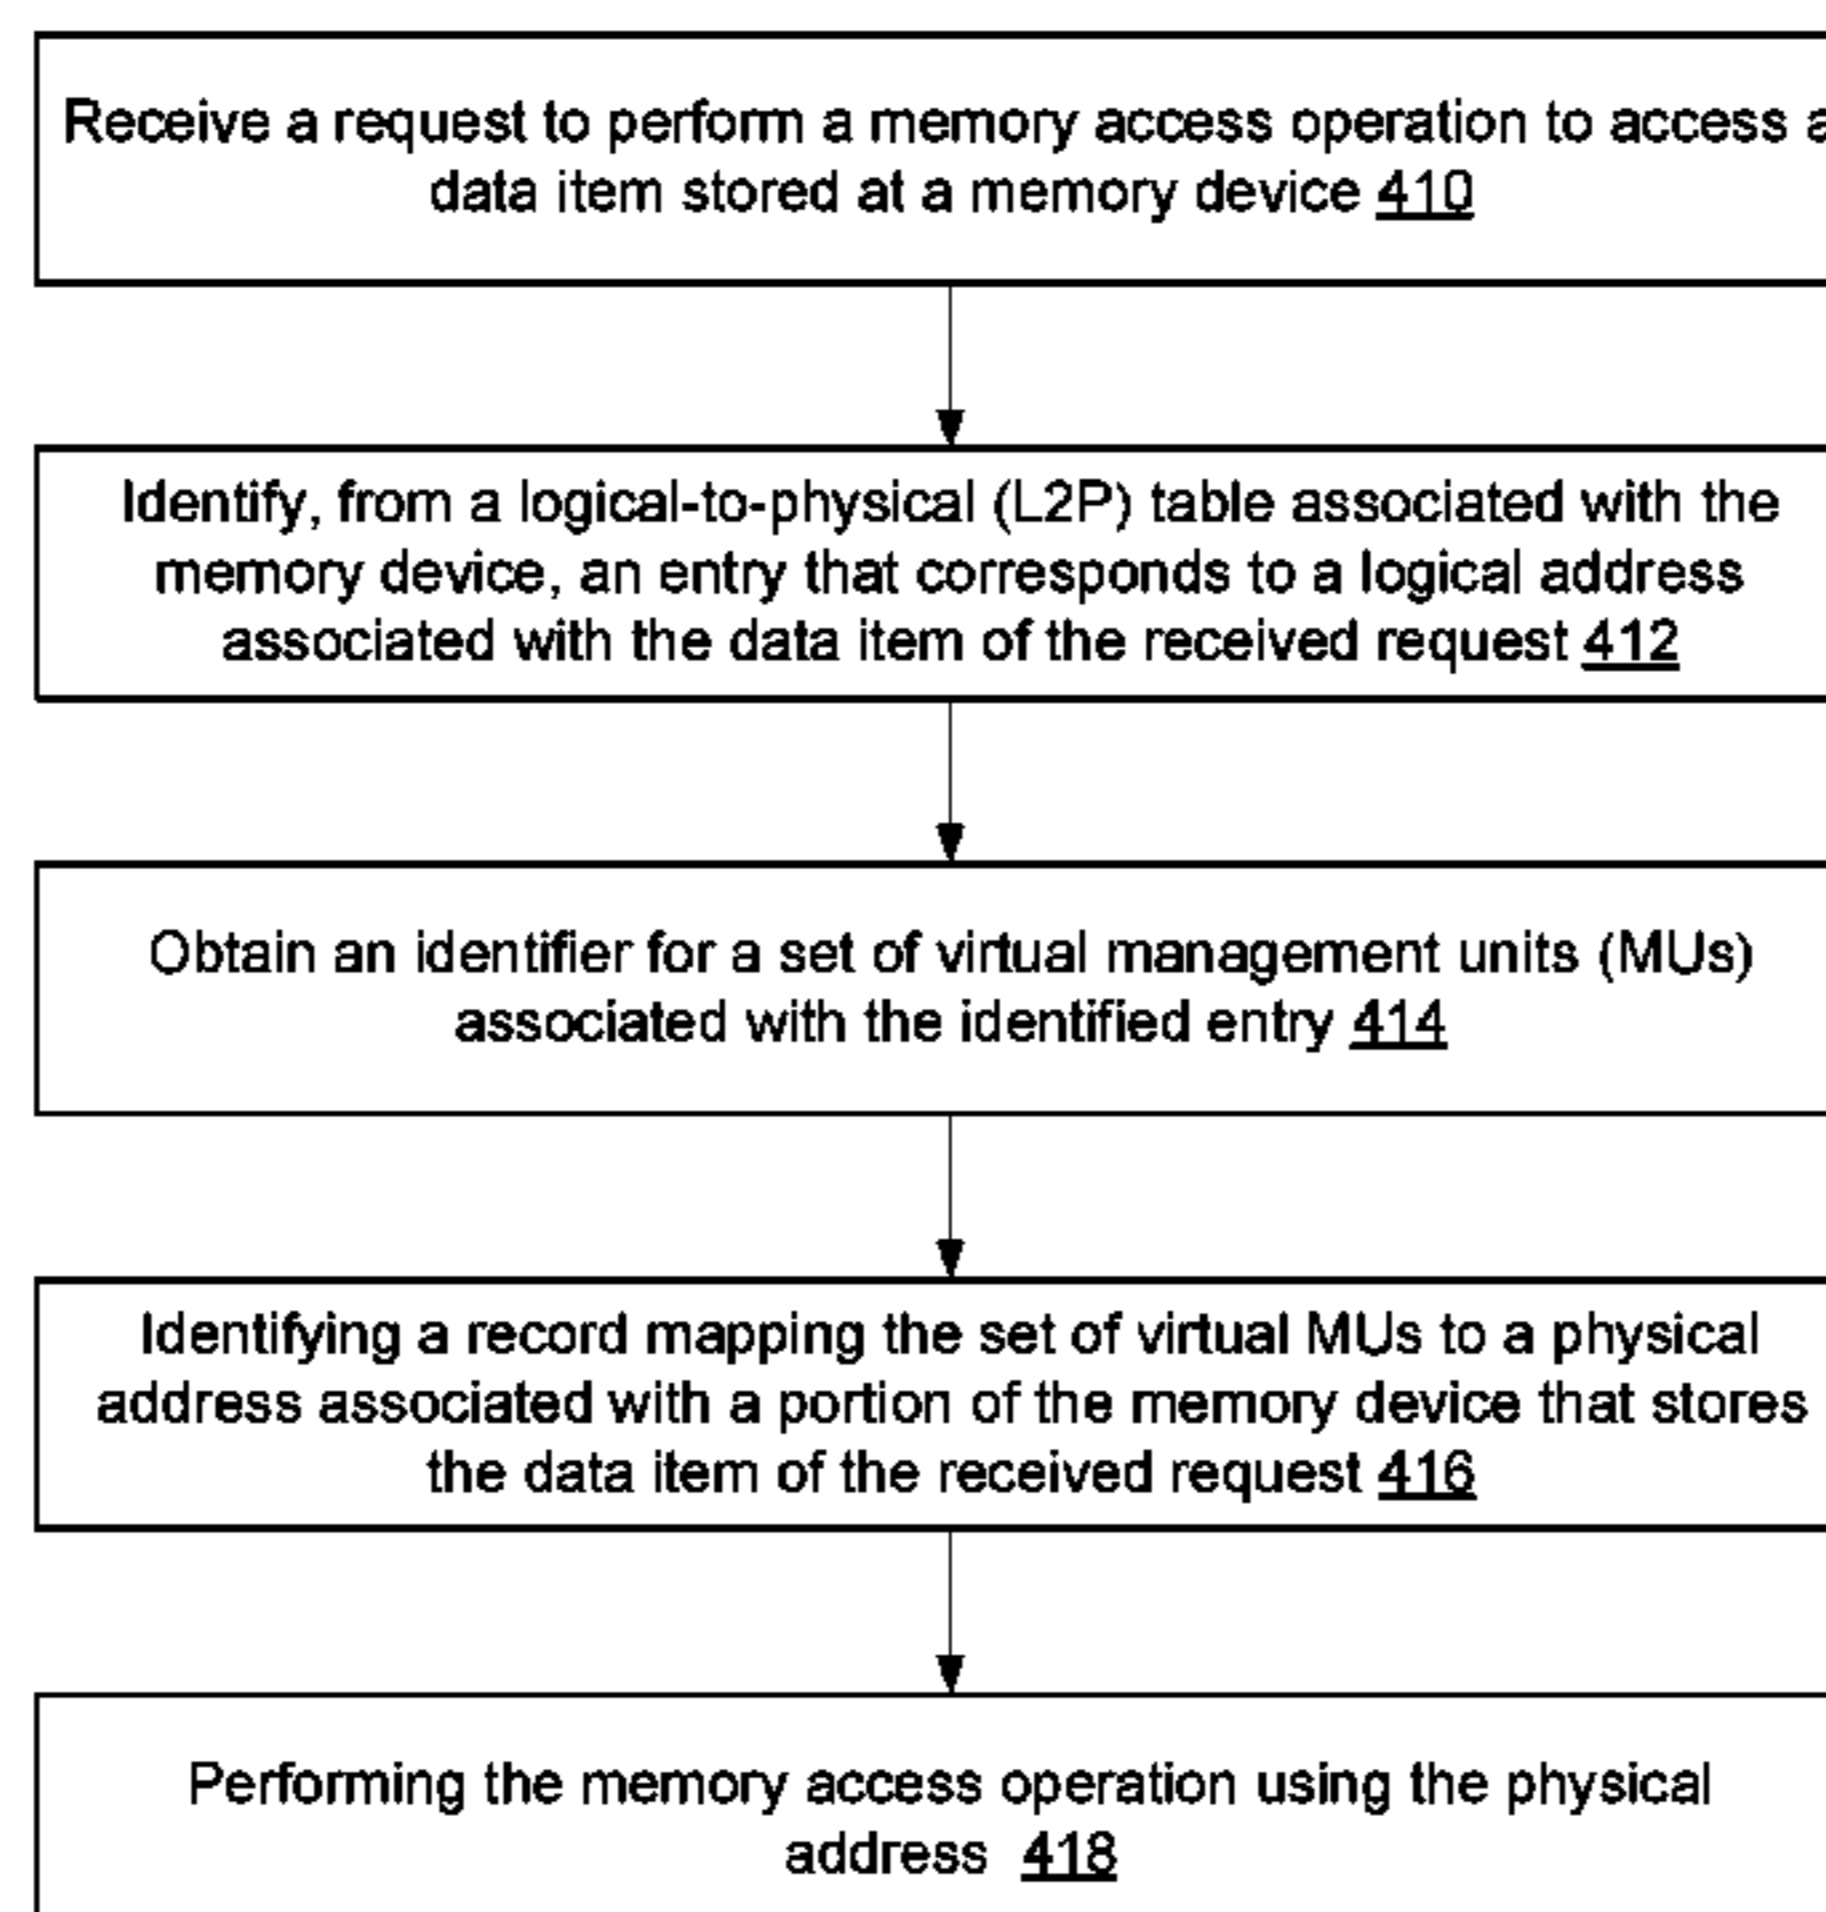 Receive a request to perform a memory access operation to access a
data item stored at a memory device 410
Identify, from a logical-to-physical (L2P) table associated with the
memory device, an entry that corresponds to a logical address
associated with the data item of the received request 412
Obtain an identifier for a set of virtual management units (MUs)
associated with the identified entry 414
Identifying a record mapping the set of virtual MUs to a physical
address associated with a portion of the memory device that stores
the data item of the received request 416
Performing the memory access operation using the physical
address 418